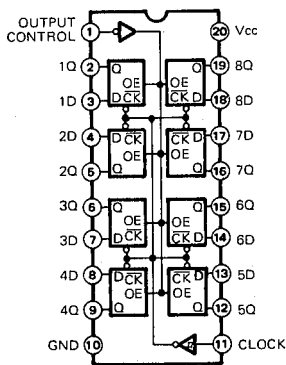 OUTPUT
CONTROL 1 20 Vcc
1Q 2 Q Q 19 8Q
OE OE
1D 3 D CK CK D 18 8D
2D 4 D CK CK D 17 7D
OE OE
2Q 5 Q Q 16 7Q
3Q 6 Q Q 15 6Q
OE OE
3D 7 D CK CK D 14 6D
4D 8 D CK CK D 13 5D
OE OE
4Q 9 Q Q 12 5Q
GND 10 11 CLOCK